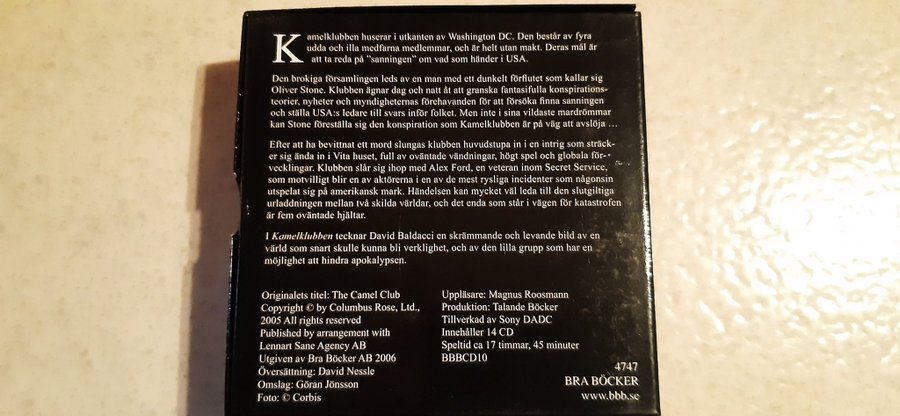 Kamelklubben huserar i utkanten av Washington DC. Den består av fyra
udda och illa medfarna medlemmar, och är helt utan makt. Deras mål är
att ta reda på "sanningen" om vad som händer i USA.
Den brokiga församlingen leds av en man med ett dunkelt förflutet som kallar sig
Oliver Stone. Klubben ägnar dag och natt åt att granska fantasifulla konspirations-
teorier, nyheter och myndigheternas förehavanden för att försöka finna sanningen
och ställa USA:s ledare till svars inför folket. Men inte i sina vildaste mardrömmar
kan Stone föreställa sig den konspiration som Kamelklubben är på väg att avslöja ...
Efter att ha bevittnat ett mord slungas klubben huvudstupa in i en intrig som sträck-
er sig ända in i Vita huset, full av oväntade vändningar, högt spel och globala för-
vecklingar. Klubben slår sig ihop med Alex Ford, en veteran inom Secret Service,
som motvilligt blir en av aktörerna i en av de mest rysliga incidenter som någonsin
utspelat sig på amerikansk mark. Händelsen kan mycket väl leda till den slutgiltiga
urladdningen mellan två skilda världar, och det enda som står i vägen för katastrofen
är fem oväntade hjältar.
I Kamelklubben tecknar David Baldacci en skrämmande och levande bild av en
värld som snart skulle kunna bli verklighet, och av den lilla grupp som har en
möjlighet att hindra apokalypsen.
Originalets titel: The Camel Club
Copyright © by Columbus Rose, Ltd.,
2005 All rights reserved
Published by arrangement with
Lennart Sane Agency AB
Utgiven av Bra Böcker AB 2006
Översättning: David Nessle
Omslag: Göran Jönsson
Foto: © Corbis
Uppläsare: Magnus Roosmann
Produktion: Talande Böcker
Tillverkad av Sony DADC
Innehåller 14 CD
Speltid ca 17 timmar, 45 minuter
BBBCD10
4747
BRA BÖCKER
www.bbb.se